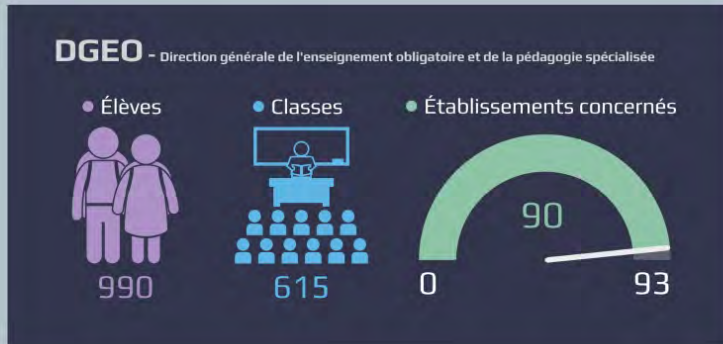 DGEO - Direction générale de l'enseignement obligatoire et de la pédagogie spécialisée
Élèves
Classes
Établissements concernés
990
615
90
0
93